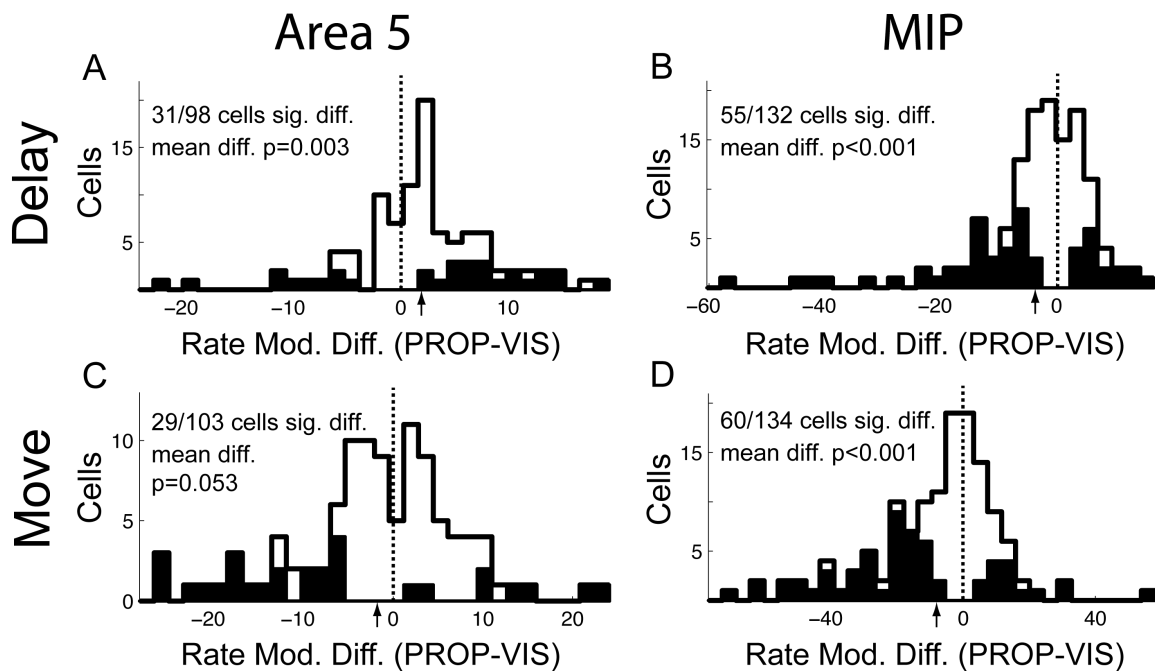 Area 5
MIP
Delay
A
31/98 cells sig. diff.
mean diff. p=0.003
Cells
15
5
−20
−10
0
10
Rate Mod. Diff. (PROP-VIS)
B
55/132 cells sig. diff.
mean diff. p<0.001
Cells
15
5
−60
−40
−20
0
Rate Mod. Diff. (PROP-VIS)
Move
C
29/103 cells sig. diff.
mean diff.
p=0.053
Cells
10
5
0
−20
−10
0
10
20
Rate Mod. Diff. (PROP-VIS)
D
60/134 cells sig. diff.
mean diff. p<0.001
Cells
15
5
−40
0
40
Rate Mod. Diff. (PROP-VIS)